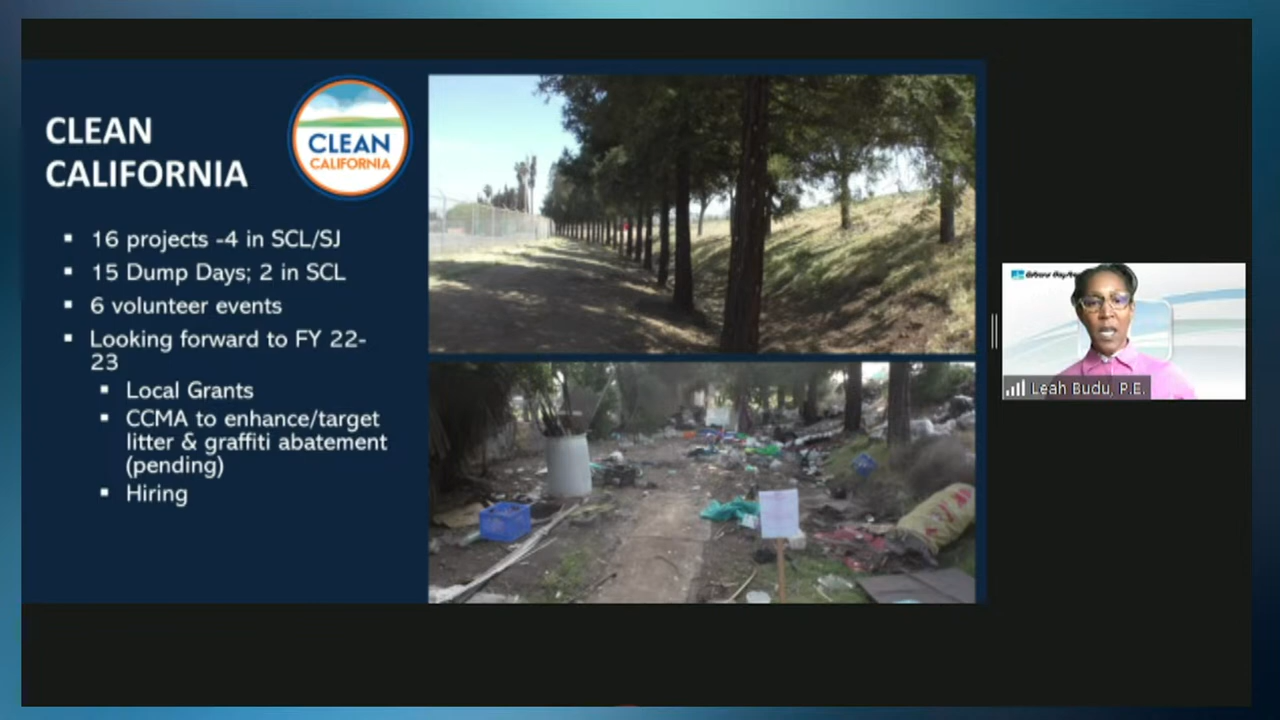 CLEAN
CALIFORNIA
CLEAN
CALIFORNIA
16 projects -4 in SCL/SJ
15 Dump Days; 2 in SCL
6 volunteer events
Looking forward to FY 22-
23
Local Grants
CCMA to enhance/target
litter & graffiti abatement
(pending)
Hiring
Leah Budu, P.E.